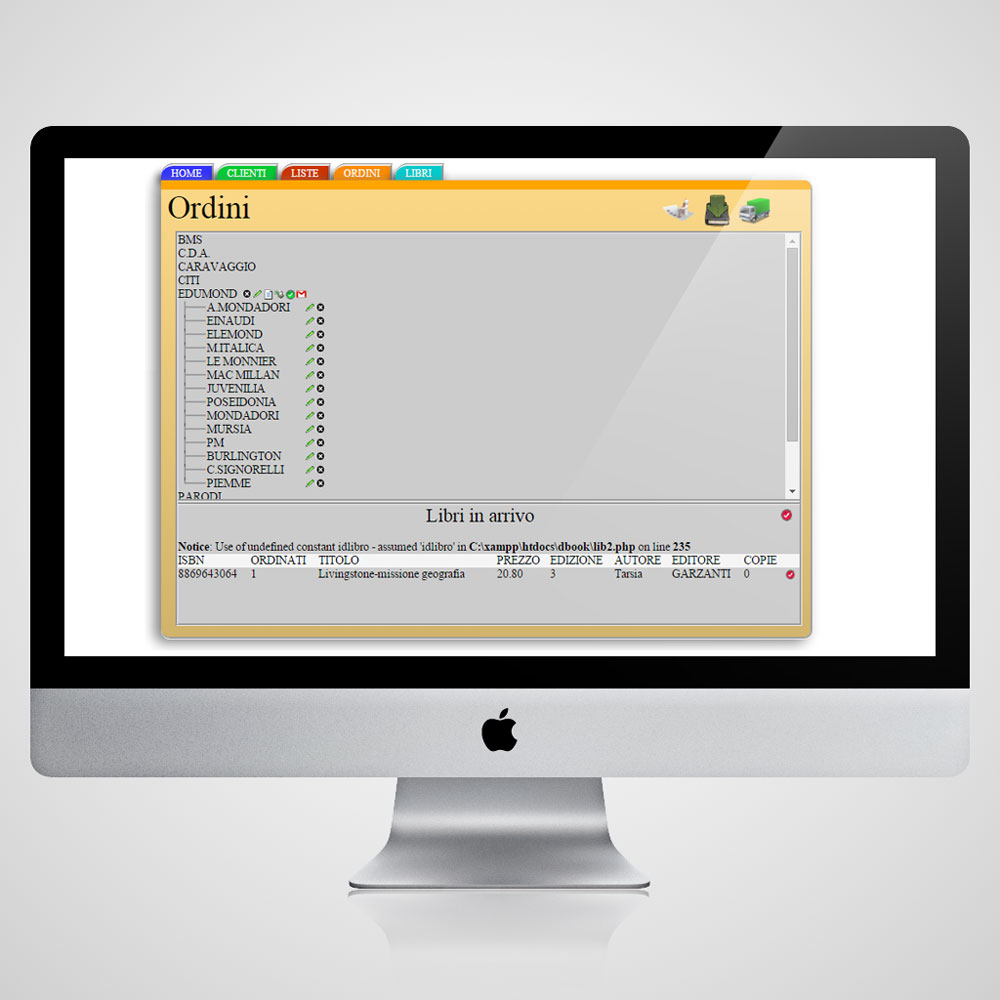 HOME CLIENTI LISTE ORDINI LIBRI
Ordini
BMS
C.D.A.
CARAVAGGIO
CITI
EDUMOND
A.MONDADORI
EINAUDI
ELEMOND
M.ITALICA
LE MONNIER
MAC MILLAN
JUVENILIA
POSEIDONIA
MONDADORI
MURSIA
PM
BURLINGTON
C.SIGNORELLI
PIEMME
PARODI
Libri in arrivo
Notice: Use of undefined constant idlibro - assumed 'idlibro' in C:\xampp\htdocs\dbook\lib2.php on line 235
ISBN ORDINATI TITOLO PREZZO EDIZIONE AUTORE EDITORE COPIE
8869643064 1 Livingstone-missione geografia 20.80 3 Tarsia GARZANTI 0